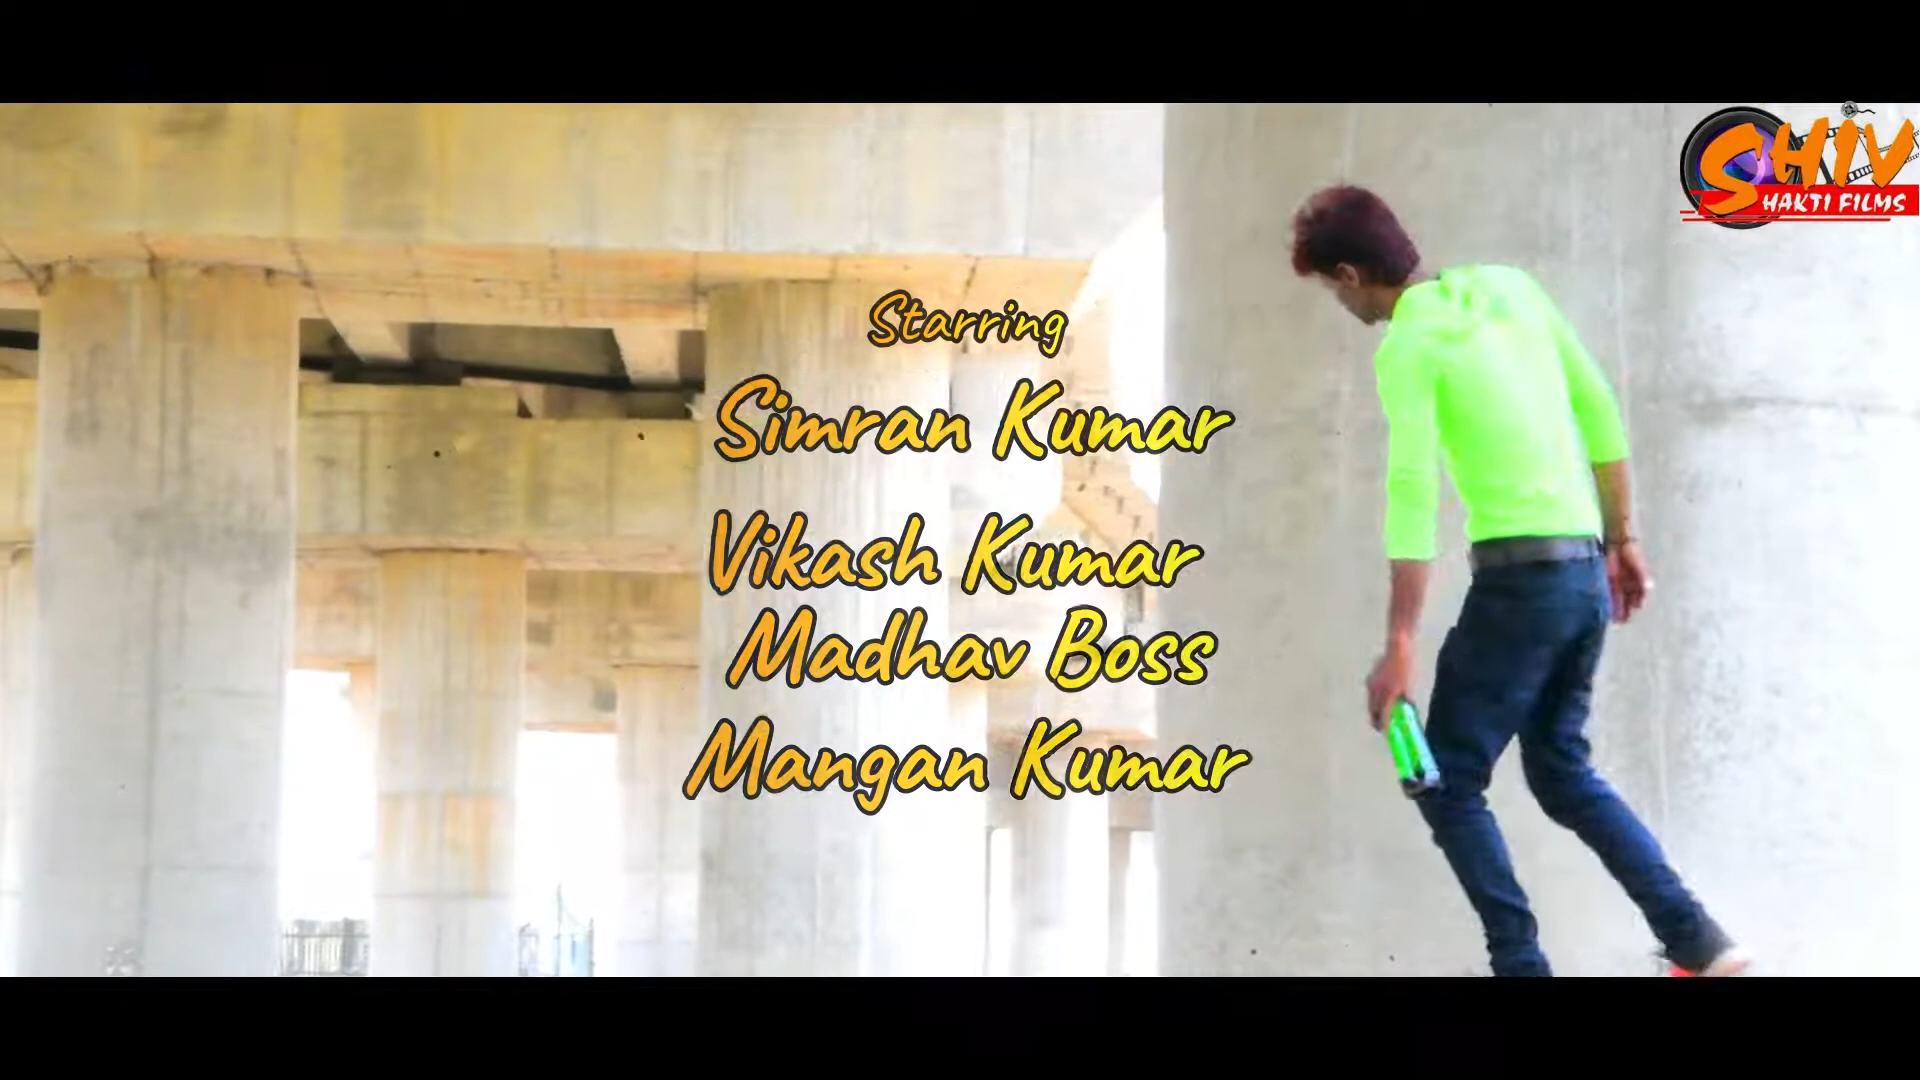 SHIV
SHAKTI FILMS
Starring
Simran Kumar
Vikash Kumar
Madhav Boss
Mangan Kumar